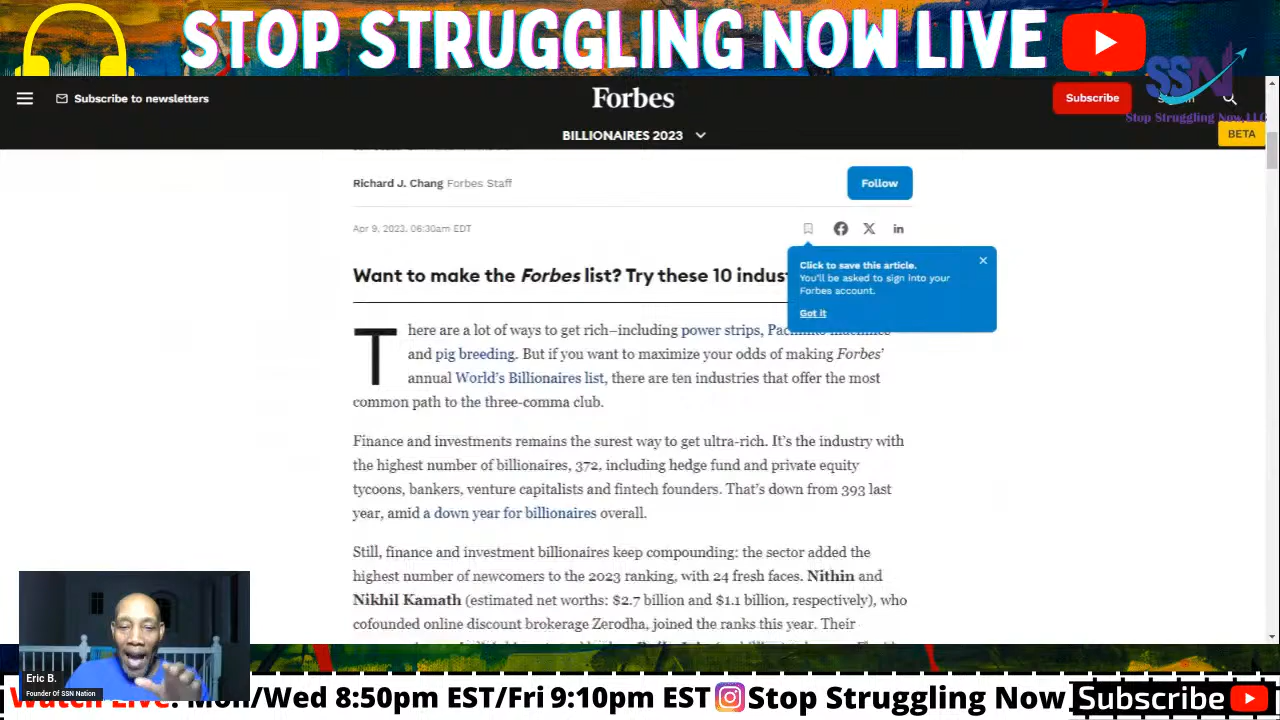 STOP STRUGGLING NOW LIVE
SSN
Stop Struggling Now, LLC
Subscribe to newsletters
Forbes
Subscribe
BILLIONAIRES 2023
BETA
Richard J. Chang Forbes Staff
Follow
Apr 9, 2023, 06:30am EDT
Click to save this article.
You'll be asked to sign into your
Forbes account.
Got it
Want to make the Forbes list? Try these 10 indust
There are a lot of ways to get rich–including power strips,
and pig breeding. But if you want to maximize your odds of making Forbes'
annual World's Billionaires list, there are ten industries that offer the most
common path to the three-comma club.
Finance and investments remains the surest way to get ultra-rich. It's the industry with
the highest number of billionaires, 372, including hedge fund and private equity
tycoons, bankers, venture capitalists and fintech founders. That's down from 393 last
year, amid a down year for billionaires overall.
Still, finance and investment billionaires keep compounding: the sector added the
highest number of newcomers to the 2023 ranking, with 24 fresh faces. Nithin and
Nikhil Kamath (estimated net worths: $2.7 billion and $1.1 billion, respectively), who
cofounded online discount brokerage Zerodha, joined the ranks this year. Their
Eric B.
Founder Of SSN Nation
Watch Live: Mon/Wed 8:50pm EST/Fri 9:10pm EST Stop Struggling Now
Subscribe